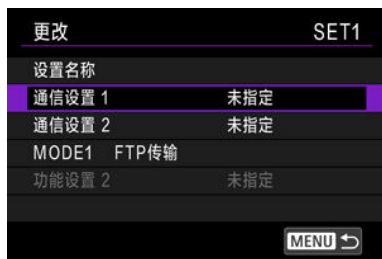 更改 SET1
设置名称
通信设置 1 未指定
通信设置 2 未指定
MODE1 FTP传输
功能设置 2 未指定
MENU